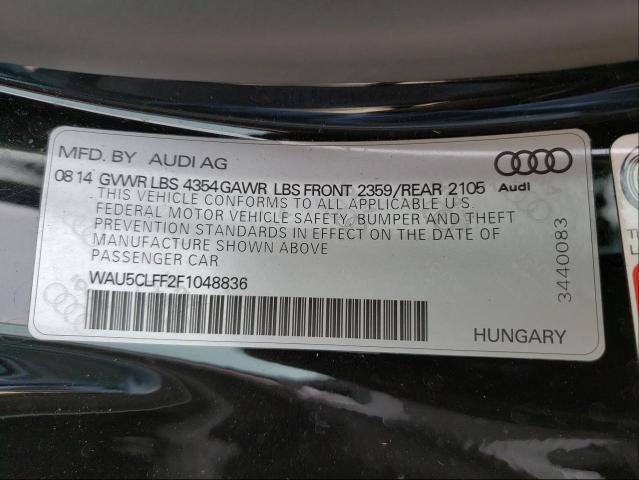 MFD. BY AUDI AG
08 14 GVWR LBS 4354 GAWR LBS FRONT 2359/REAR 2105
Audi
THIS VEHICLE CONFORMS TO ALL APPLICABLE U.S.
FEDERAL MOTOR VEHICLE SAFETY, BUMPER AND THEFT
PREVENTION STANDARDS IN EFFECT ON THE DATE OF
MANUFACTURE SHOWN ABOVE
PASSENGER CAR
WAU5CLFF2F1048836
HUNGARY
3440083